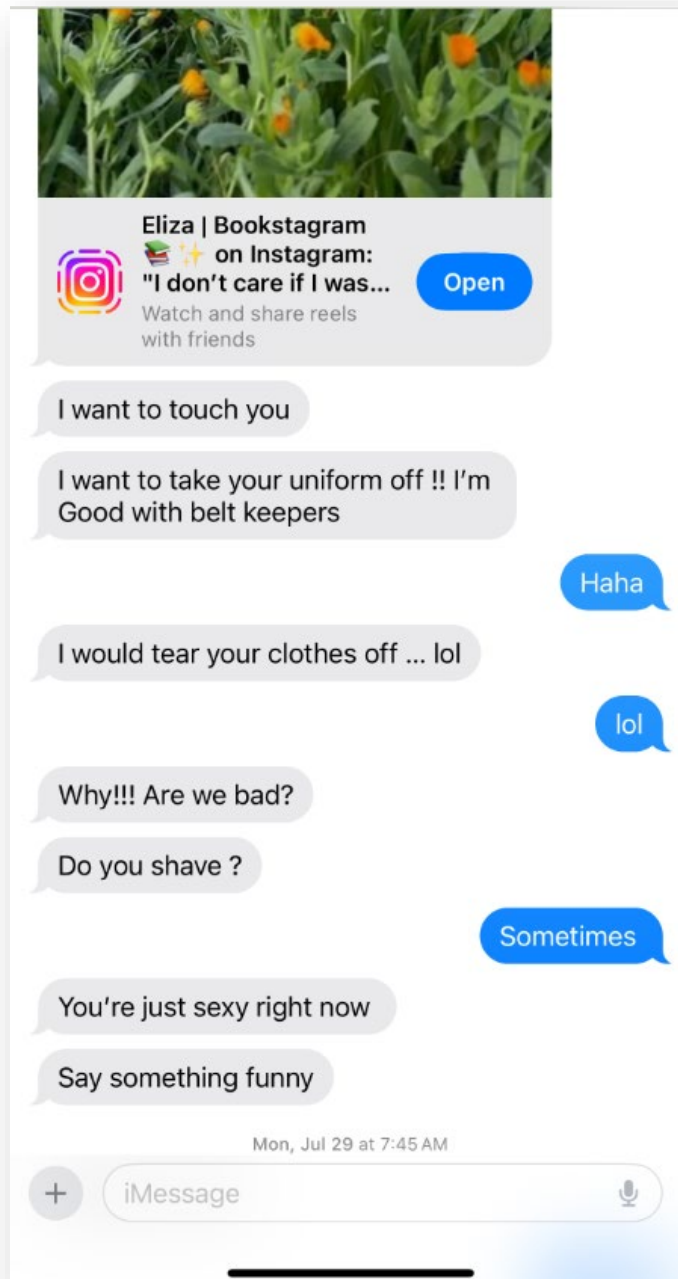 Eliza | Bookstagram
📚✨ on Instagram:
"I don’t care if I was...
Watch and share reels
with friends
Open
I want to touch you
I want to take your uniform off !! I’m
Good with belt keepers
Haha
I would tear your clothes off ... lol
lol
Why!!! Are we bad?
Do you shave ?
Sometimes
You’re just sexy right now
Say something funny
Mon, Jul 29 at 7:45 AM
+
iMessage